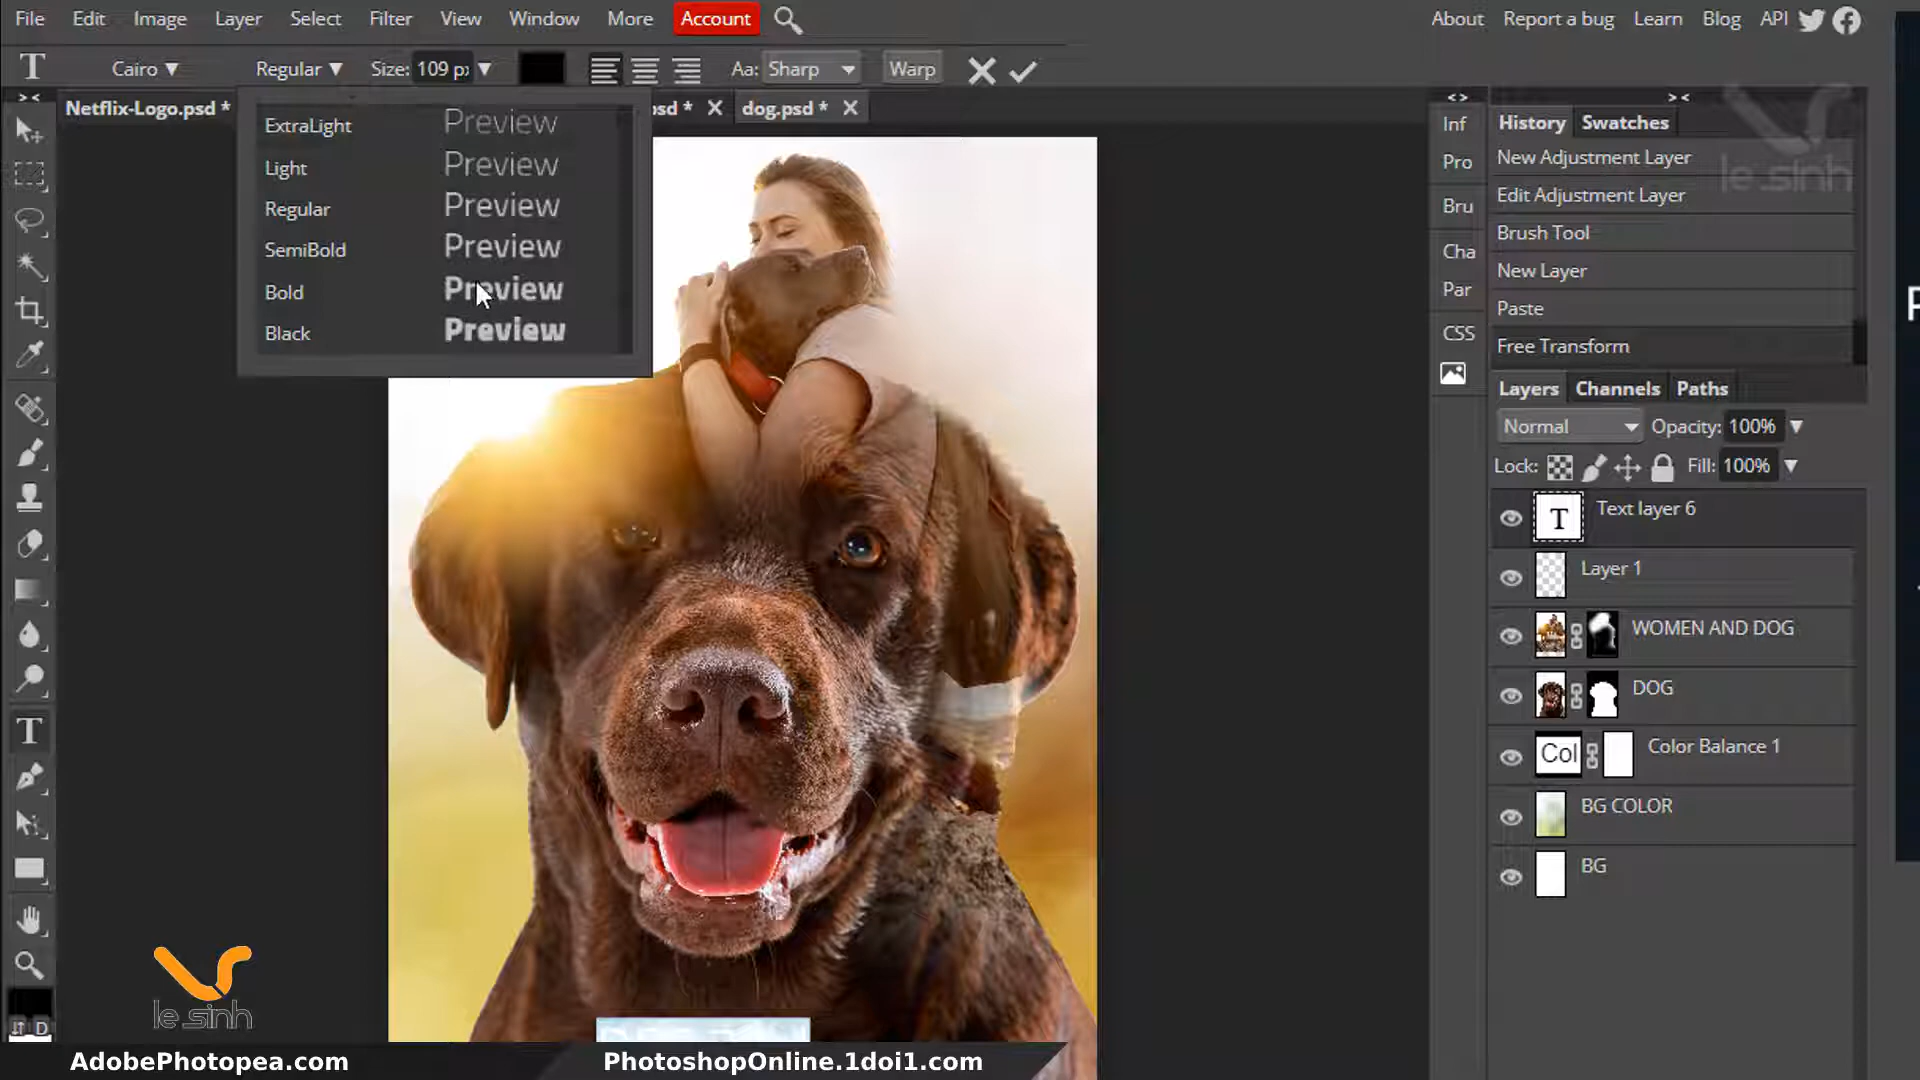 File Edit Image Layer Select Filter View Window More Account
About Report a bug Learn Blog API
T Cairo Regular Size: 109 px Aa: Sharp Warp
Netflix-Logo.psd *
psd *
dog.psd *
ExtraLight Preview
Light Preview
Regular Preview
SemiBold Preview
Bold Preview
Black Preview
Inf
Pro
Bru
Cha
Par
CSS
History Swatches
New Adjustment Layer
Edit Adjustment Layer
Brush Tool
New Layer
Paste
Free Transform
le .sinh
Layers Channels Paths
Normal Opacity: 100%
Lock: Fill: 100%
T Text layer 6
Layer 1
WOMEN AND DOG
DOG
Col Color Balance 1
BG COLOR
BG
T
D
le .sinh
AdobePhotopea.com
PhotoshopOnline.1doi1.com